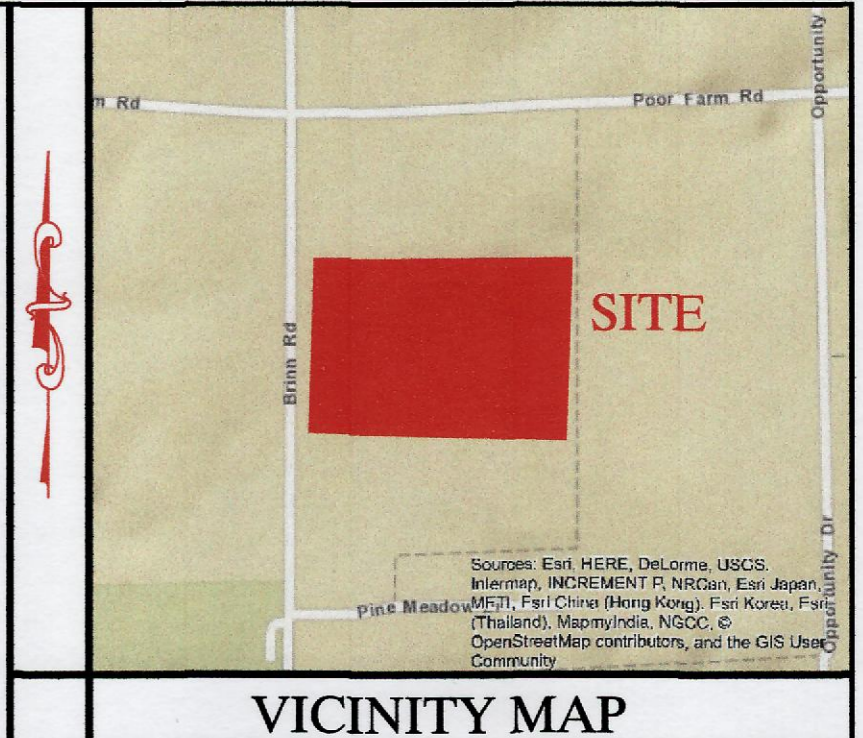 m Rd
Poor Farm Rd
Opportunity
SITE
Brinn Rd
Opportunity Dr
Pine Meadow
Sources: Esri, HERE, DeLorme, USGS,
Intermap, INCREMENT P, NRCan, Esri Japan,
METI, Esri China (Hong Kong), Esri Korea, Esri
(Thailand), MapmyIndia, NGCC, ©
OpenStreetMap contributors, and the GIS User
Community
VICINITY MAP